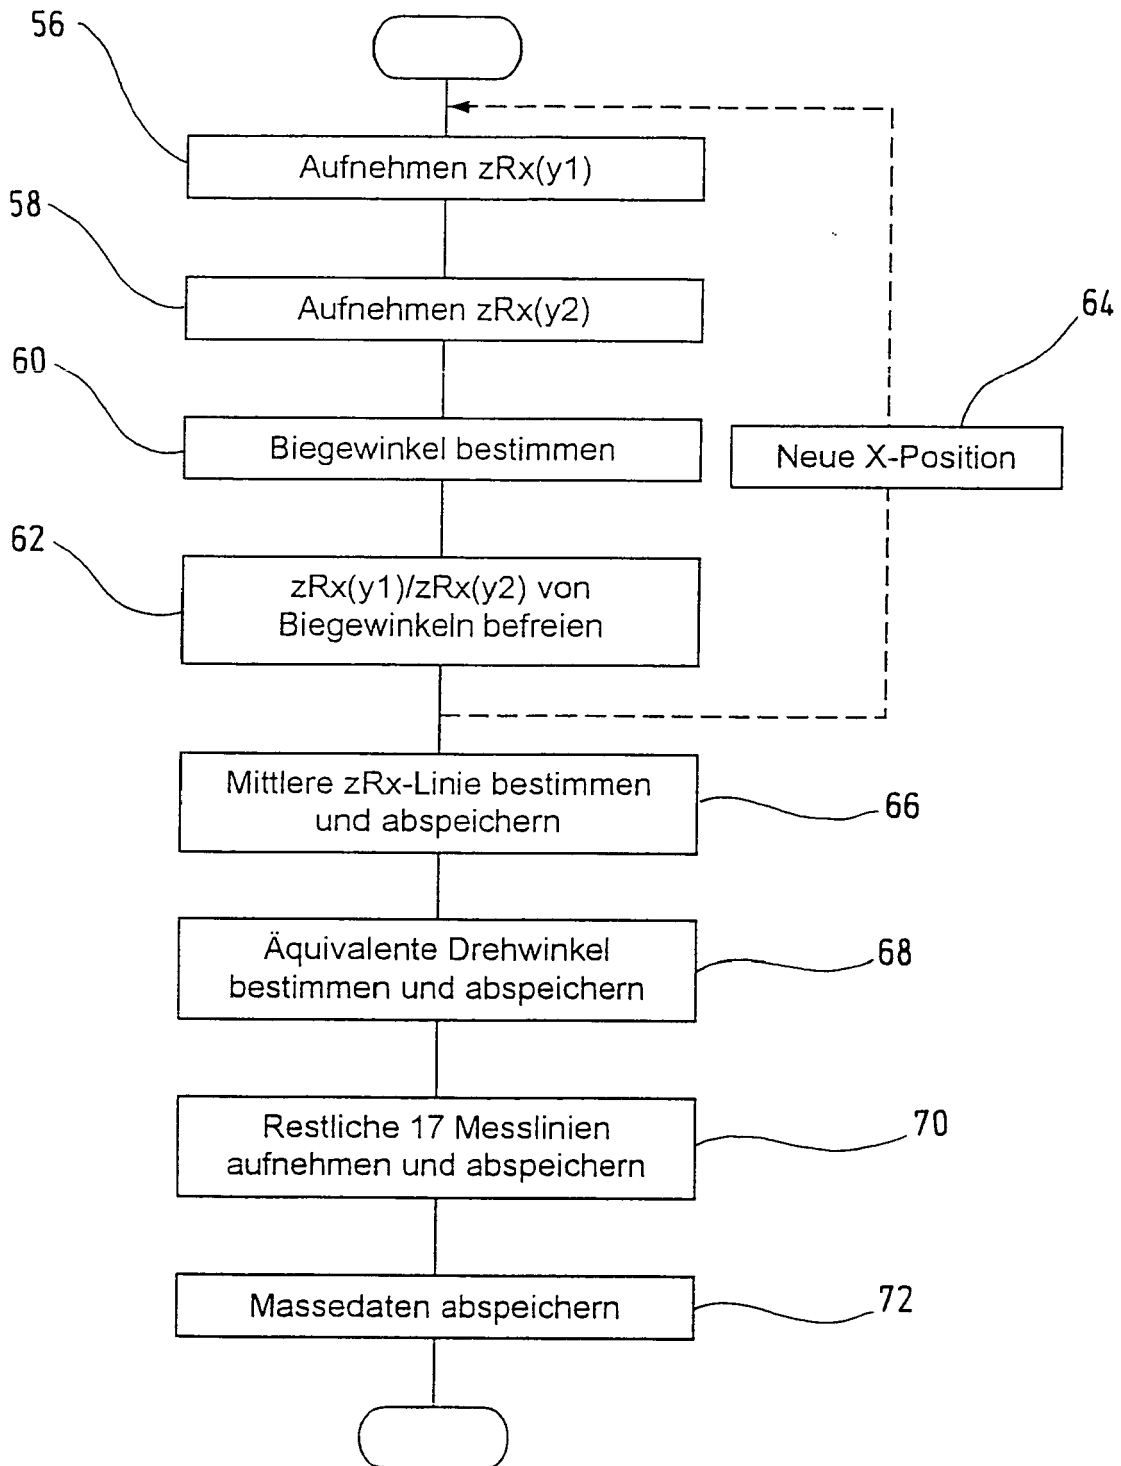 56
Aufnehmen zRx(y1)
58
Aufnehmen zRx(y2)
64
60
Biegewinkel bestimmen
Neue X-Position
62
zRx(y1)/zRx(y2) von
Biegewinkeln befreien
Mittlere zRx-Linie bestimmen
und abspeichern
66
Äquivalente Drehwinkel
bestimmen und abspeichern
68
Restliche 17 Messlinien
aufnehmen und abspeichern
70
Massedaten abspeichern
72